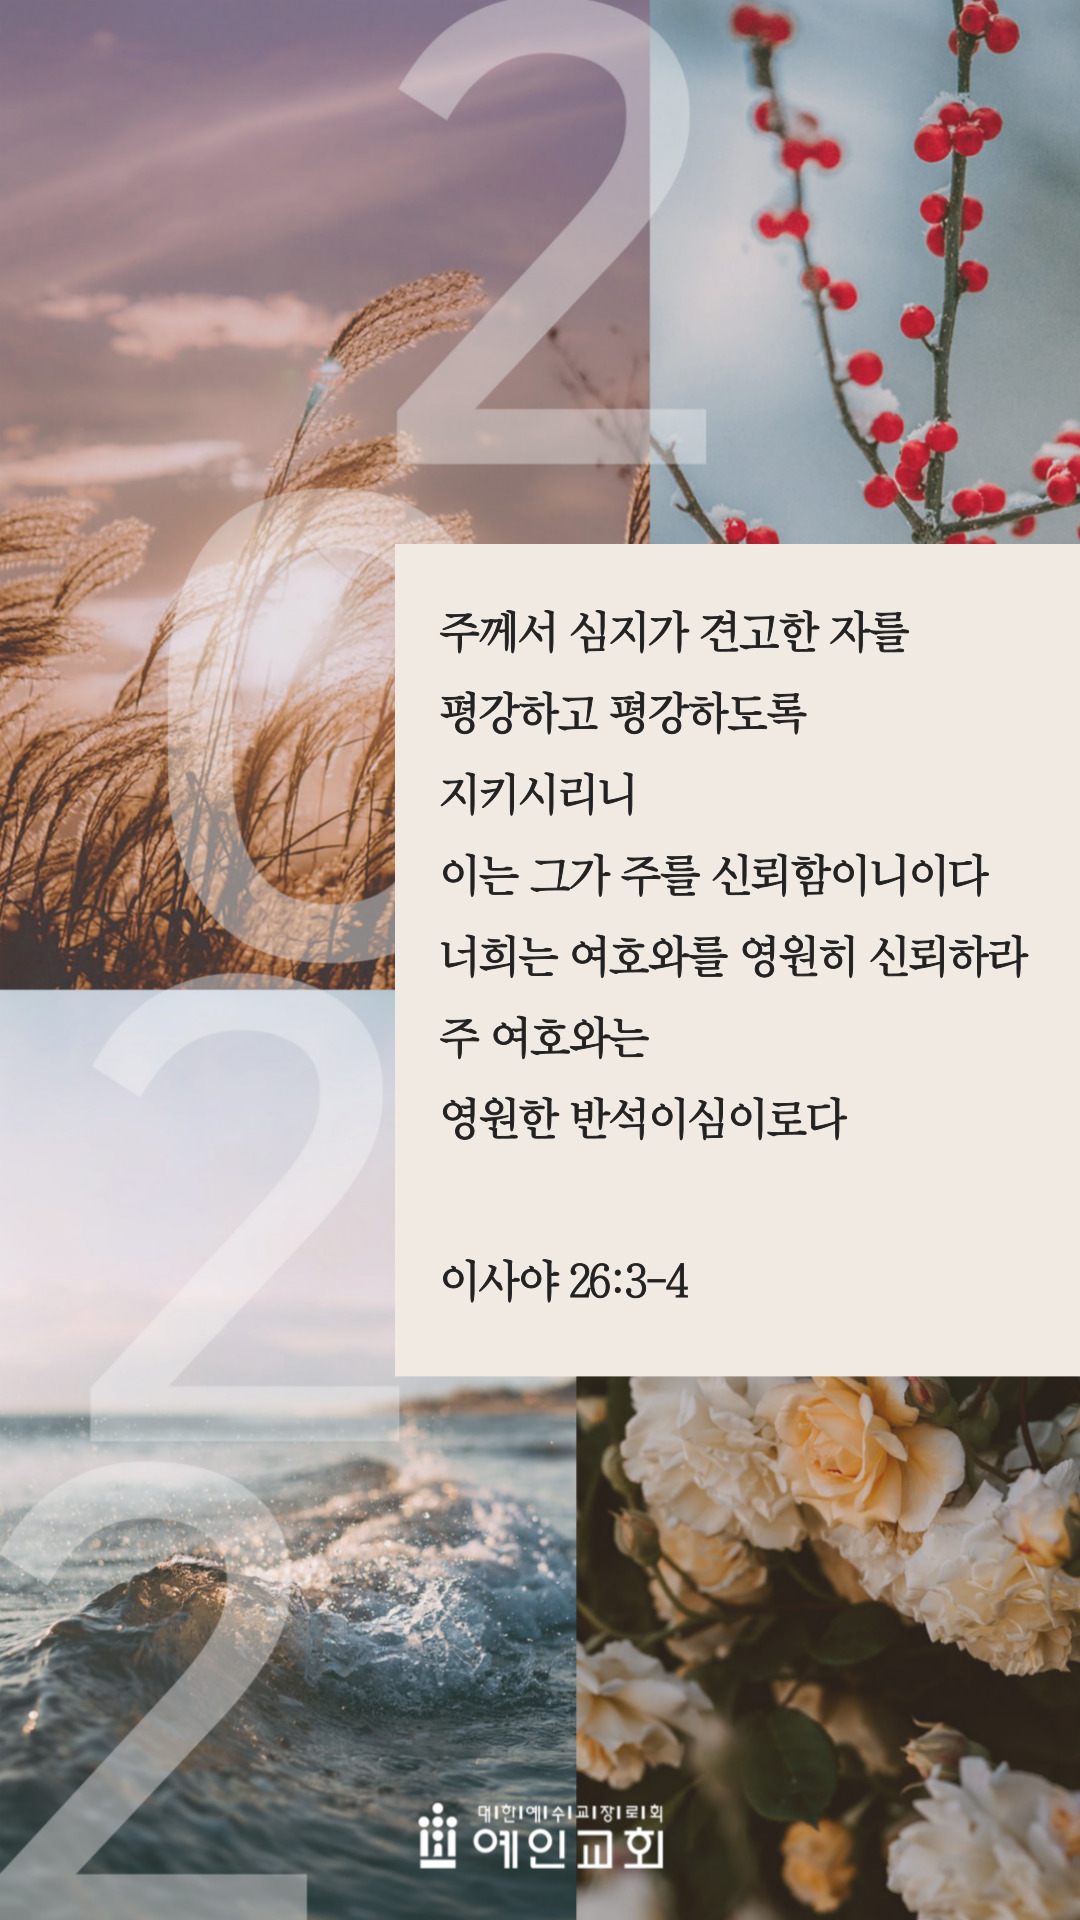 2
0
2
2
주께서 심지가 견고한 자를
평강하고 평강하도록
지키시리니
이는 그가 주를 신뢰함이니이다
너희는 여호와를 영원히 신뢰하라
주 여호와는
영원한 반석이심이로다
이사야 26:3-4
대한예수교장로회
예인교회